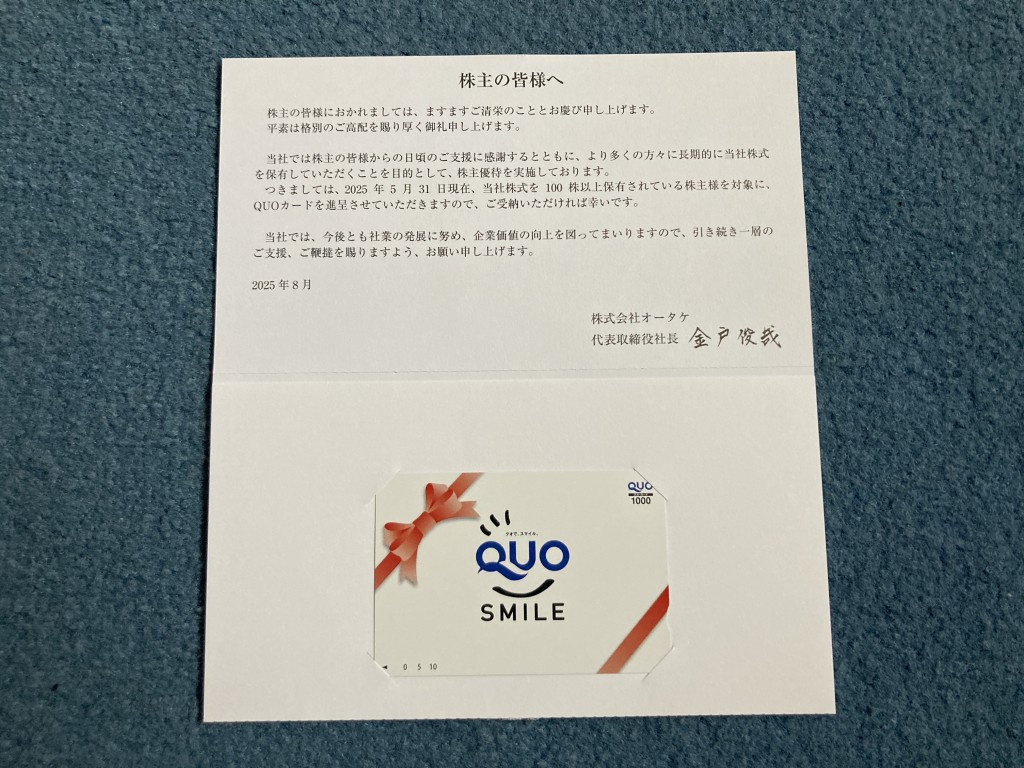 株主の皆様へ
株主の皆様におかれましては、ますますご清栄のこととお慶び申し上げます。
平素は格別のご高配を賜り厚く御礼申し上げます。
当社では株主の皆様からの日頃のご支援に感謝するとともに、より多くの方々に長期的に当社株式
を保有していただくことを目的として、株主優待を実施しております。
つきましては、2025 年 5 月 31 日現在、当社株式を 100 株以上保有されている株主様を対象に、
QUOカードを進呈させていただきますので、ご受納いただければ幸いです。
当社では、今後とも社業の発展に努め、企業価値の向上を図ってまいりますので、引き続き一層の
ご支援、ご鞭撻を賜りますよう、お願い申し上げます。
2025 年 8 月
株式会社オータケ
代表取締役社長 金戸俊哉
QUO
1000
クオで、スマイル。
QUO
SMILE
0 5 10